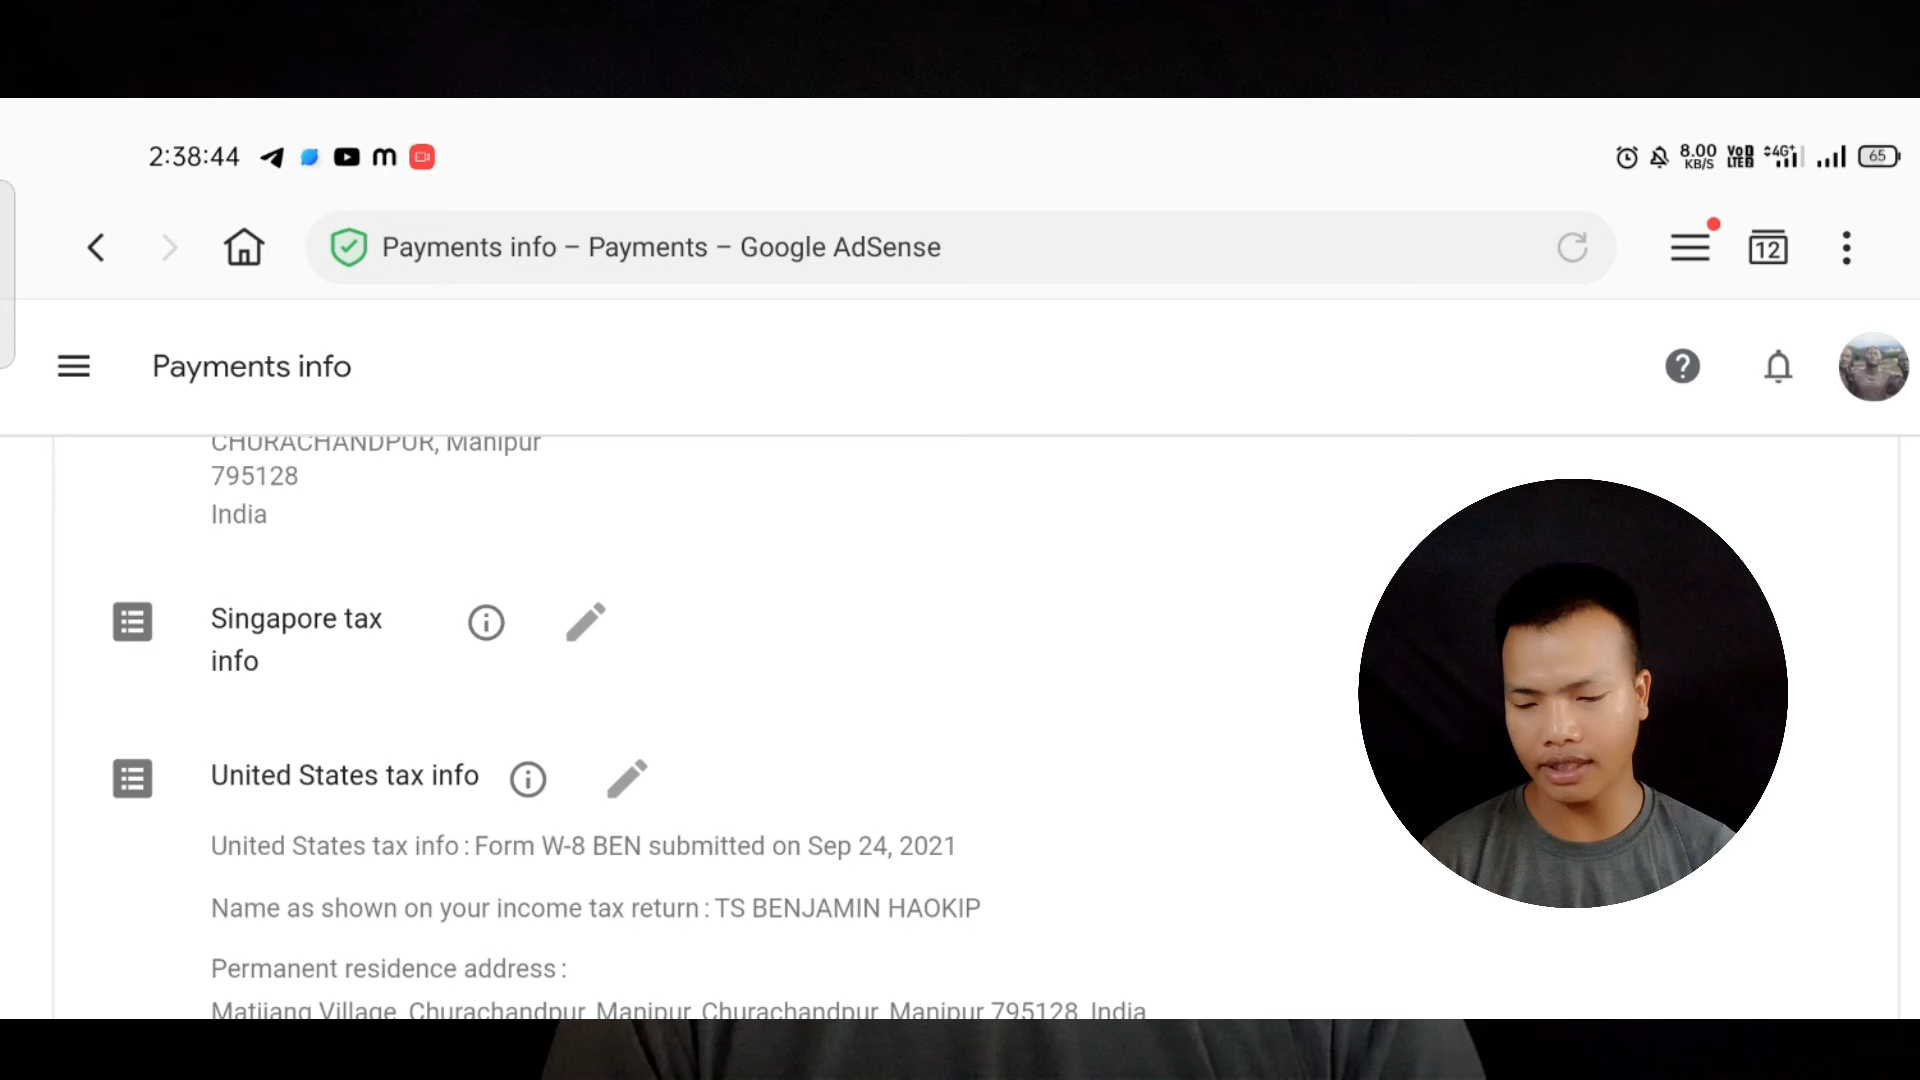 2:38:44 m 8.00 KB/S VoD LTE2 4G+ 65
Payments info – Payments – Google AdSense 12
Payments info
CHURACHANDPUR, Manipur
795128
India
Singapore tax
info
United States tax info
United States tax info : Form W-8 BEN submitted on Sep 24, 2021
Name as shown on your income tax return : TS BENJAMIN HAOKIP
Permanent residence address :
Matijang Village, Churachandpur, Manipur, Churachandpur, Manipur 795128, India